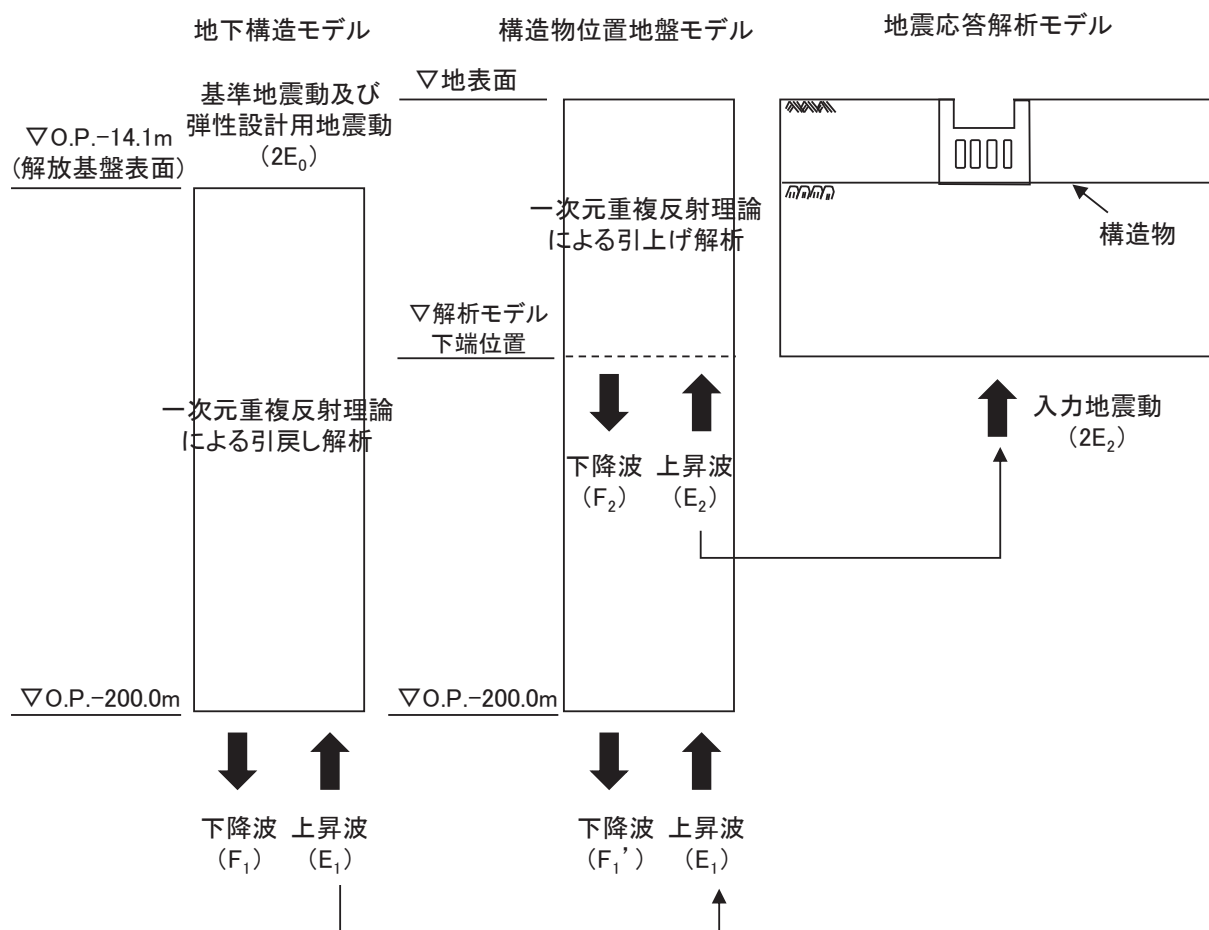 地下構造モデル
基準地震動及び
弾性設計用地震動
(2E₀)
▽O.P.-14.1m
(解放基盤表面)
一次元重複反射理論
による引戻し解析
▽O.P.-200.0m
下降波
(F₁)
上昇波
(E₁)
構造物位置地盤モデル
▽地表面
一次元重複反射理論
による引上げ解析
▽解析モデル
下端位置
下降波
(F₂)
上昇波
(E₂)
▽O.P.-200.0m
下降波
(F₁’)
上昇波
(E₁)
地震応答解析モデル
構造物
入力地震動
(2E₂)